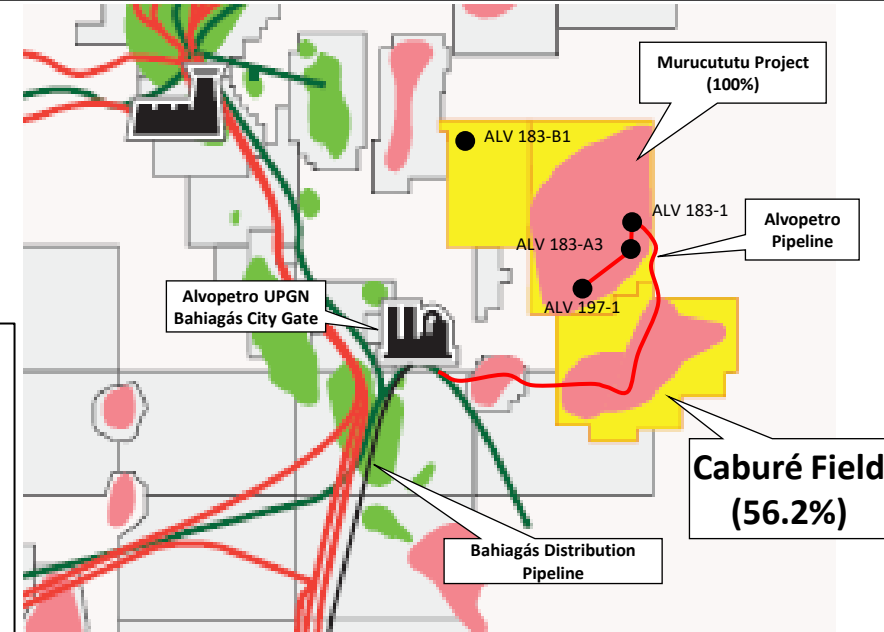 Murucututu Project
(100%)
ALV 183-B1
ALV 183-1
Alvopetro
Pipeline
ALV 183-A3
Alvopetro UPGN
Bahiagás City Gate
ALV 197-1
Caburé Field
(56.2%)
Bahiagás Distribution
Pipeline